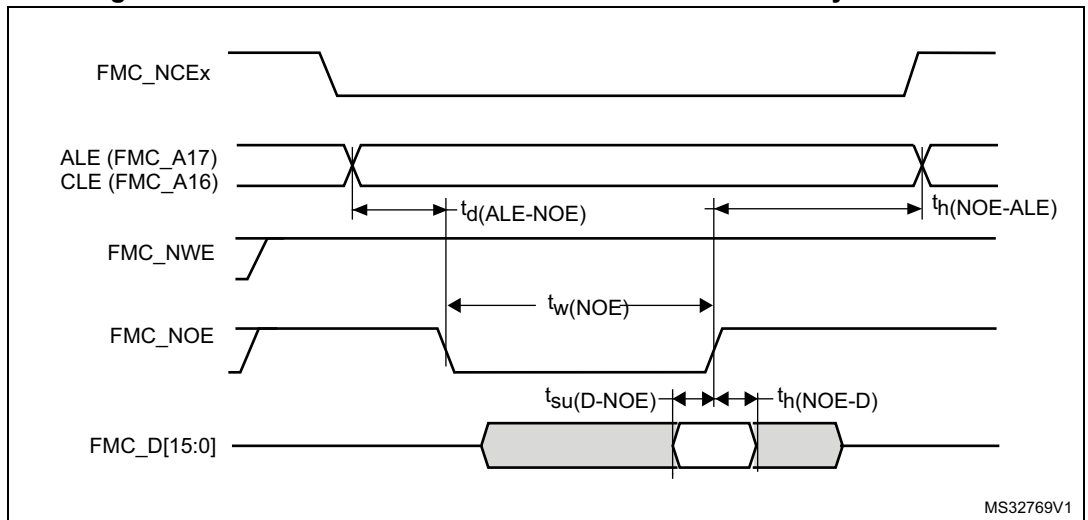 FMC_NCEx
ALE (FMC_A17)
CLE (FMC_A16)
td(ALE-NOE)
th(NOE-ALE)
FMC_NWE
tw(NOE)
FMC_NOE
tsu(D-NOE)
th(NOE-D)
FMC_D[15:0]
MS32769V1